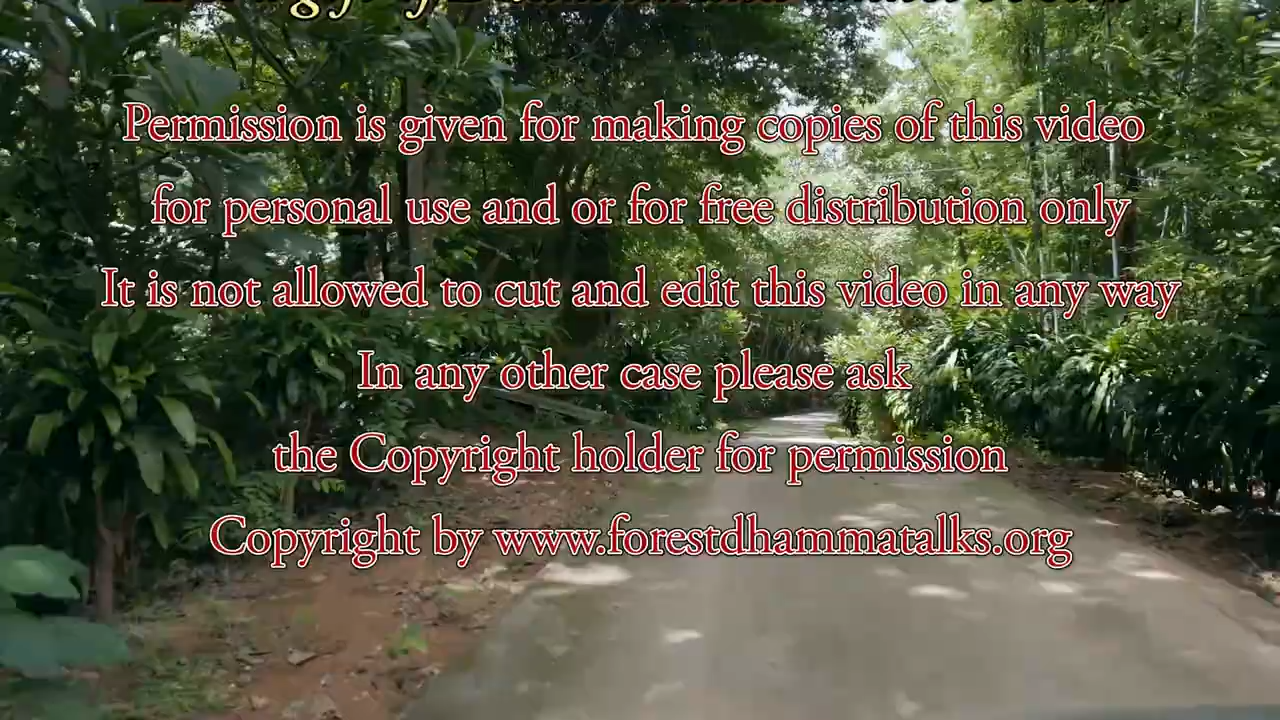 Permission is given for making copies of this video
for personal use and or for free distribution only
It is not allowed to cut and edit this video in any way
In any other case please ask
the Copyright holder for permission
Copyright by www.forestdhammatalks.org